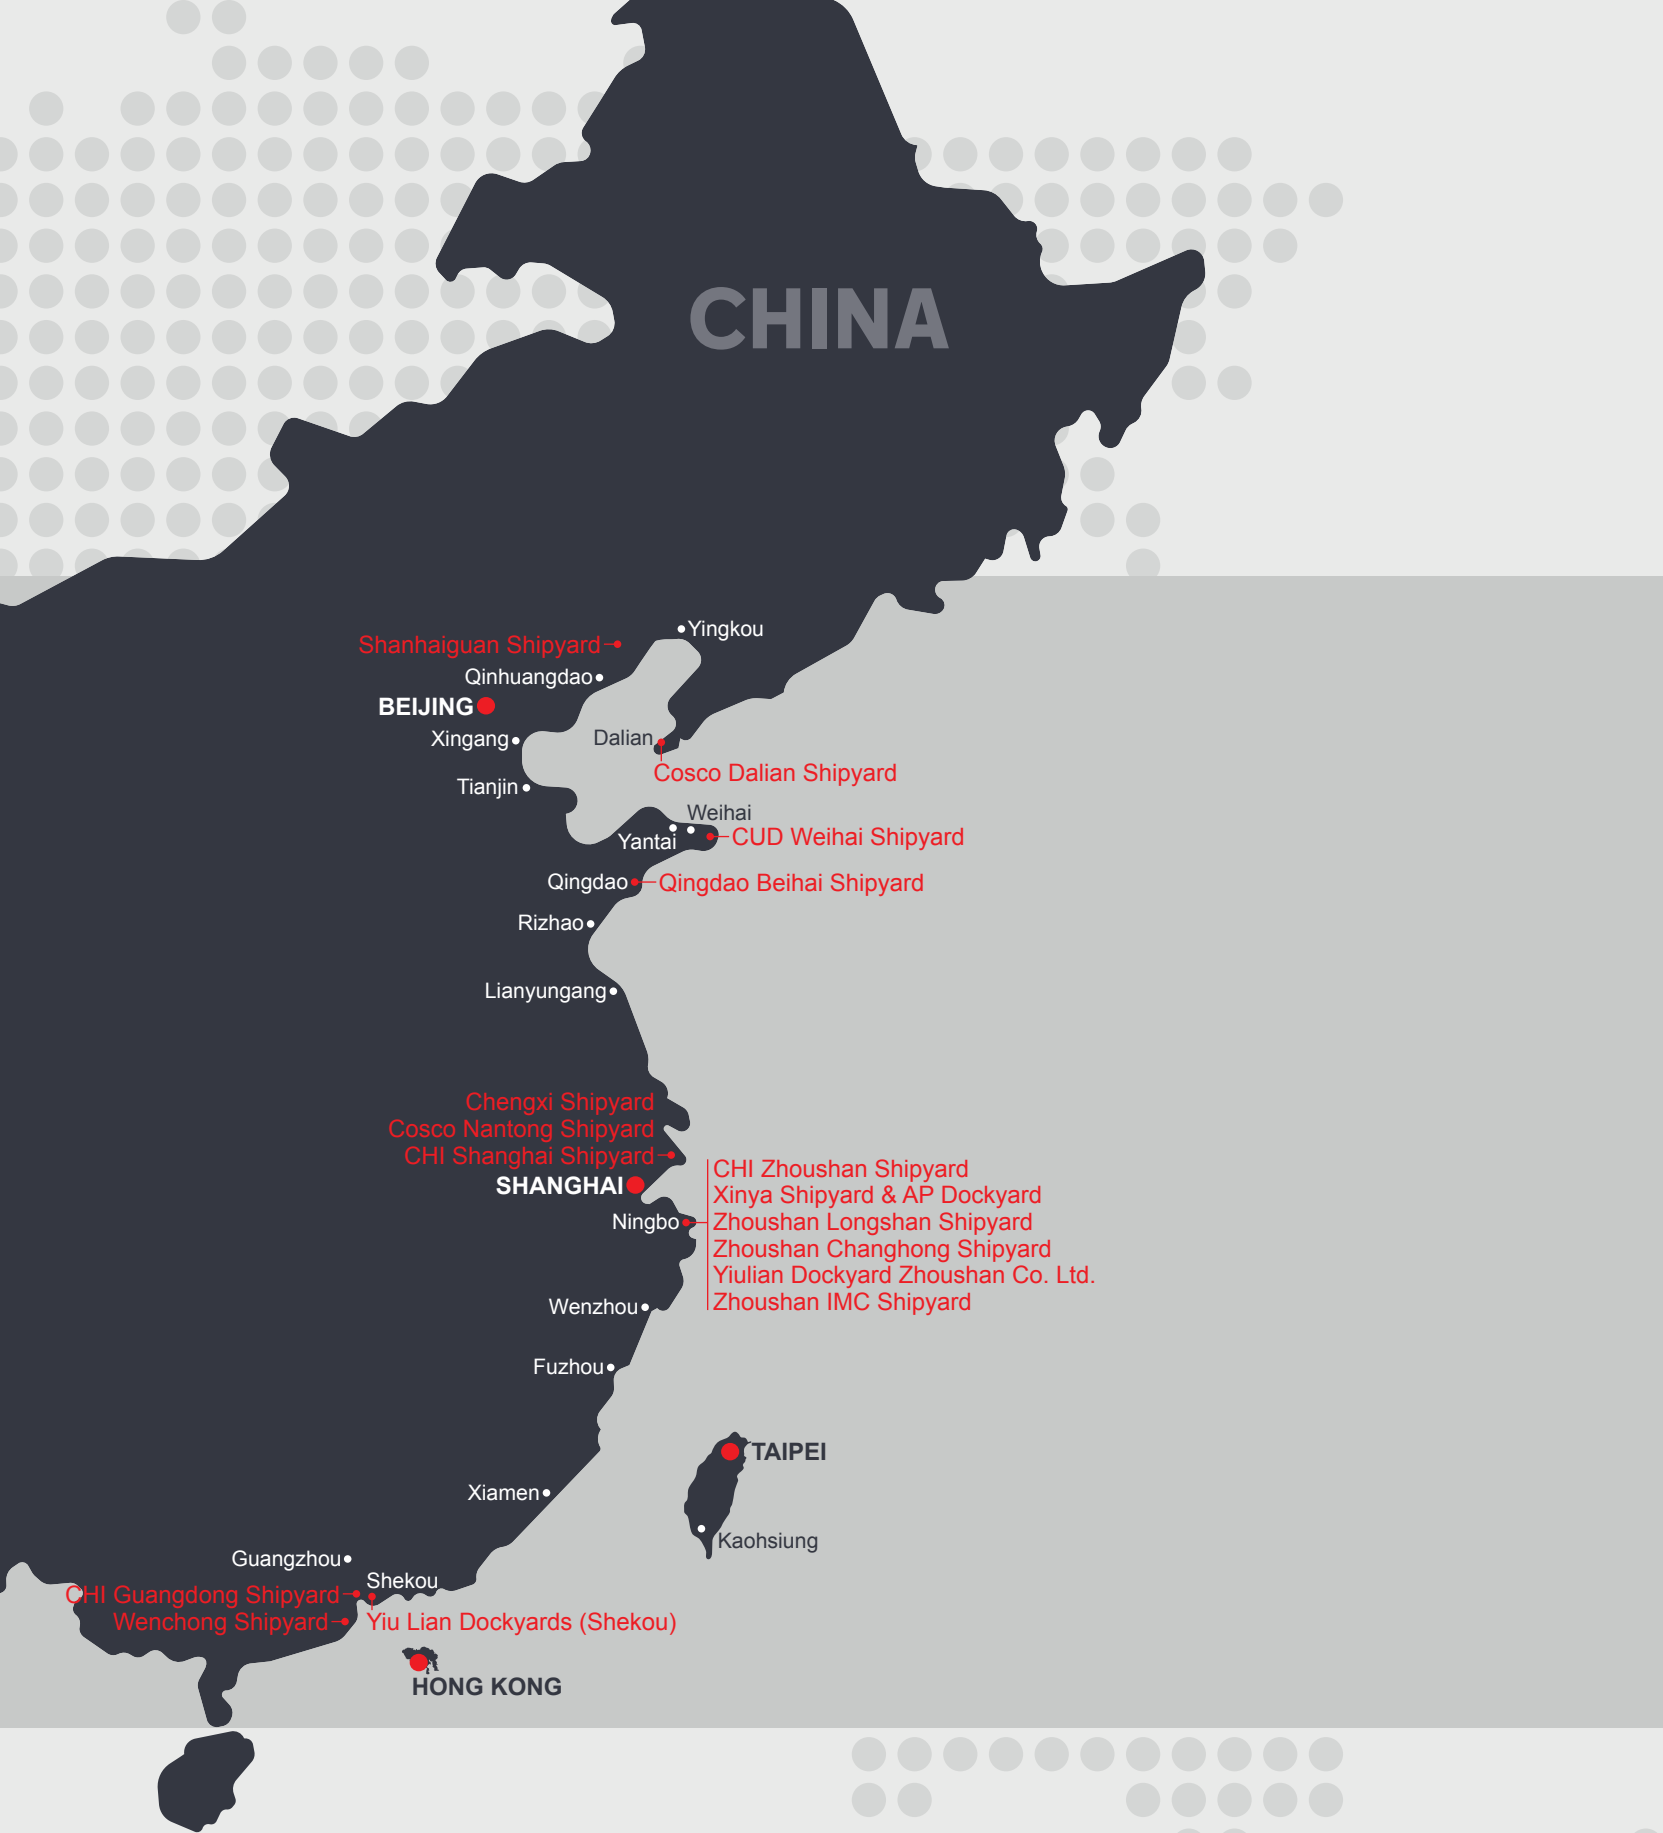 CHINA
Yingkou
Shanhaiguan Shipyard
Qinhuangdao
BEIJING
Xingang
Dalian
Cosco Dalian Shipyard
Tianjin
Weihai
CUD Weihai Shipyard
Yantai
Qingdao
Qingdao Beihai Shipyard
Rizhao
Lianyungang
Chengxi Shipyard
Cosco Nantong Shipyard
CHI Shanghai Shipyard
SHANGHAI
CHI Zhoushan Shipyard
Xinya Shipyard & AP Dockyard
Ningbo
Zhoushan Longshan Shipyard
Zhoushan Changhong Shipyard
Yiulian Dockyard Zhoushan Co. Ltd.
Zhoushan IMC Shipyard
Wenzhou
Fuzhou
TAIPEI
Xiamen
Kaohsiung
Guangzhou
Shekou
CHI Guangdong Shipyard
Wenchong Shipyard
Yiu Lian Dockyards (Shekou)
HONG KONG